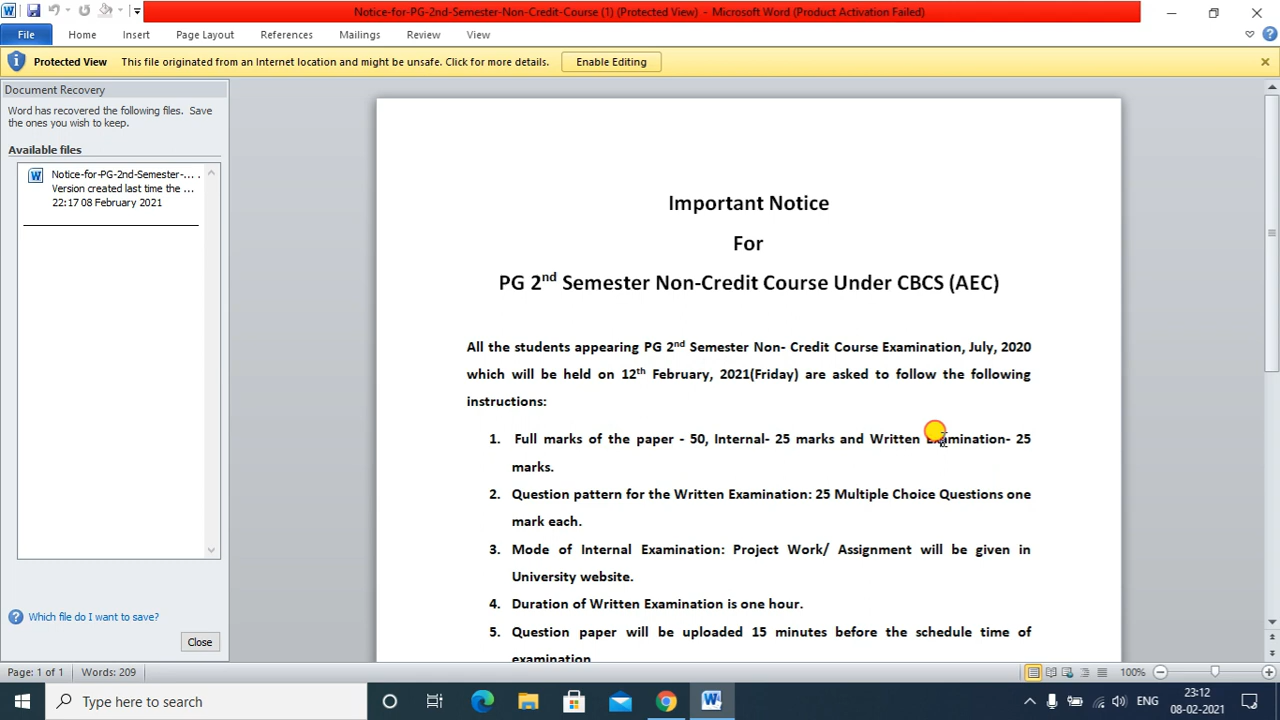 Notice-for-PG-2nd-Semester-Non-Credit-Course (1) (Protected View) - Microsoft Word (Product Activation Failed)
File Home Insert Page Layout References Mailings Review View
Protected View This file originated from an Internet location and might be unsafe. Click for more details. Enable Editing
Document Recovery
Word has recovered the following files. Save
the ones you wish to keep.
Available files
Notice-for-PG-2nd-Semester-... .
Version created last time the ...
22:17 08 February 2021
Which file do I want to save?
Close
Important Notice
For
PG 2nd Semester Non-Credit Course Under CBCS (AEC)
All the students appearing PG 2nd Semester Non- Credit Course Examination, July, 2020
which will be held on 12th February, 2021(Friday) are asked to follow the following
instructions:
1. Full marks of the paper - 50, Internal- 25 marks and Written Examination- 25
marks.
2. Question pattern for the Written Examination: 25 Multiple Choice Questions one
mark each.
3. Mode of Internal Examination: Project Work/ Assignment will be given in
University website.
4. Duration of Written Examination is one hour.
5. Question paper will be uploaded 15 minutes before the schedule time of
examination
Page: 1 of 1 Words: 209 100%
Type here to search
ENG
23:12
08-02-2021